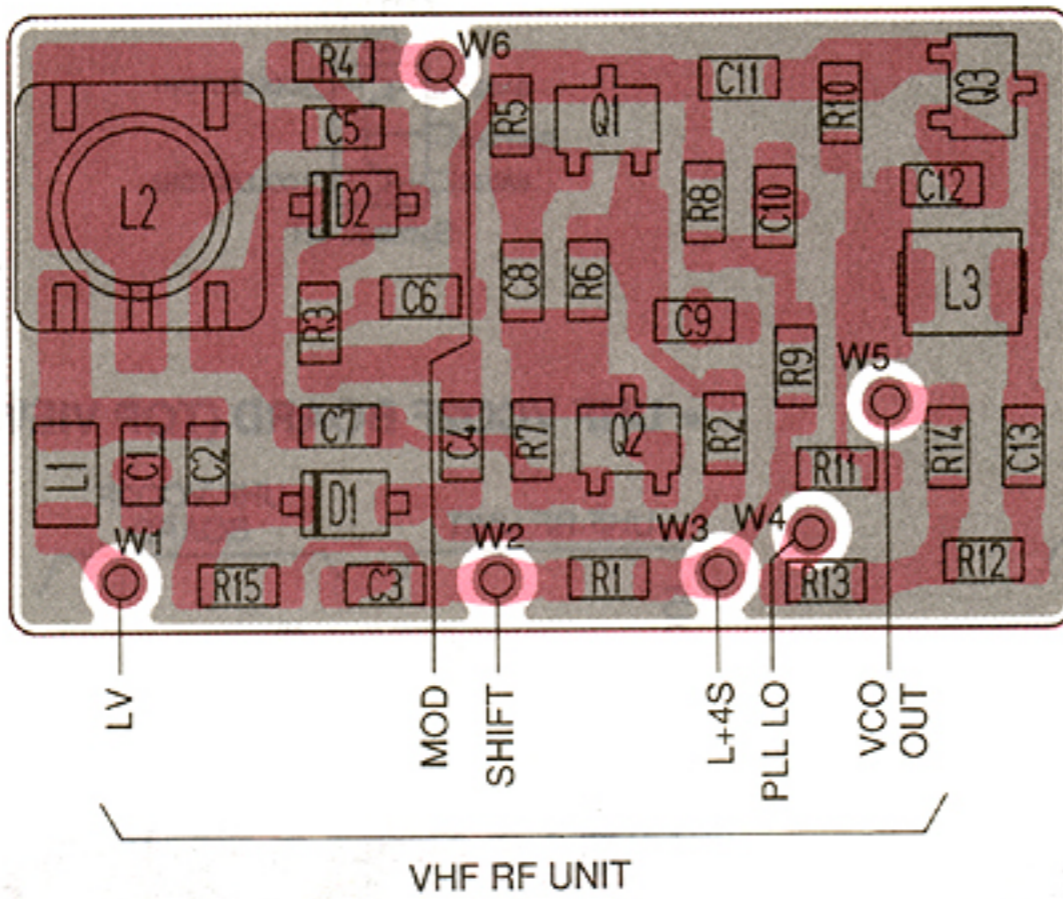 W6
R4
C11
Q3
R5
Q1
R10
C5
L2
D2
R8
C10
C12
R3
C6
C8
R6
C9
L3
R9
W5
L1
C1
C2
C7
C4
R7
Q2
R2
R11
R14
C13
D1
W1
W2
W3
W4
R15
C3
R1
R13
R12
LV
MOD
SHIFT
L+4S
PLL LO
VCO
OUT
VHF RF UNIT